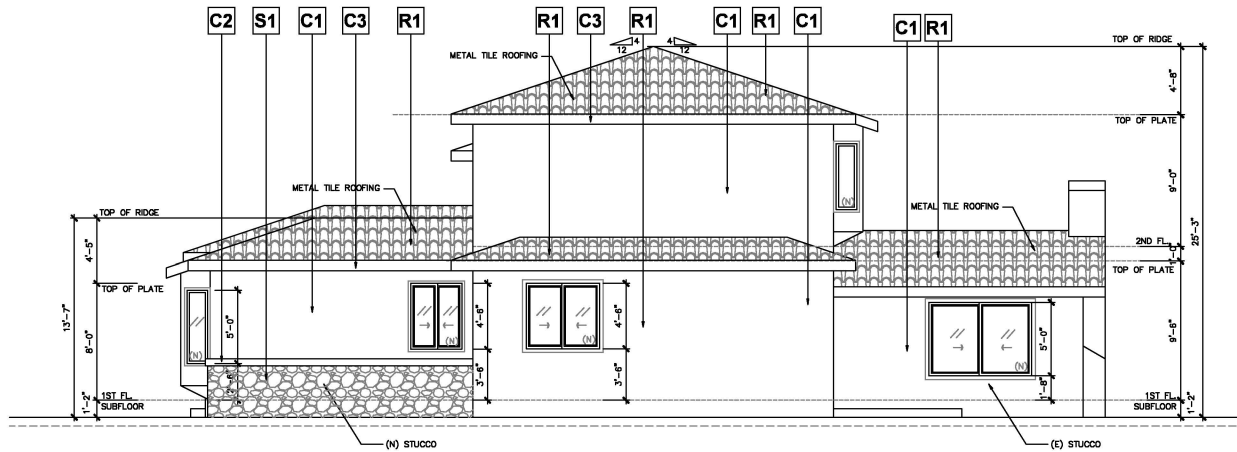 C2 S1 C1 C3 R1 R1 C3 R1 C1 R1 C1 C1 R1
4 4
12 12
TOP OF RIDGE
METAL TILE ROOFING
4'-8"
TOP OF PLATE
9'-0"
25'-3"
(N)
METAL TILE ROOFING
METAL TILE ROOFING
TOP OF RIDGE
2ND FL.
1'-0"
TOP OF PLATE
4'-5"
TOP OF PLATE
13'-7"
8'-0"
5'-0"
(N)
4'-6"
(N)
4'-6"
(N)
5'-0"
(N)
9'-6"
3'-6"
3'-6"
1'-8"
1ST FL.
SUBFLOOR
1'-2"
1ST FL.
SUBFLOOR
1'-2"
(N) STUCCO
(E) STUCCO